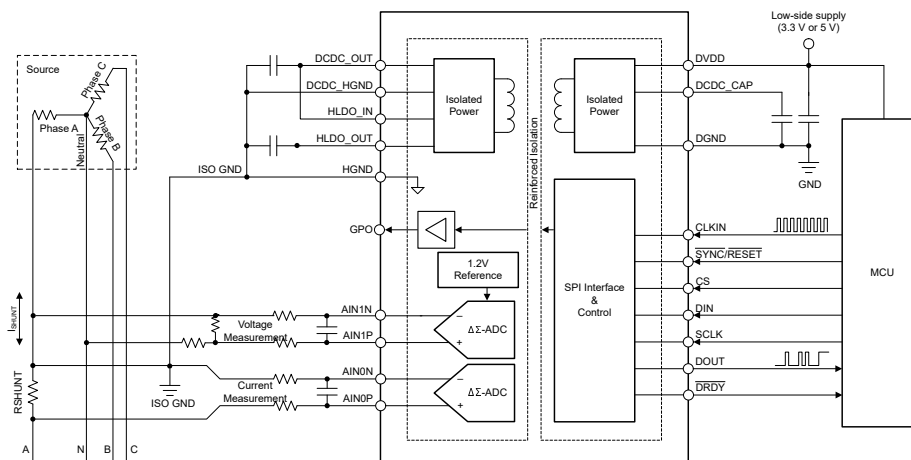 Low-side supply
(3.3 V or 5 V)
Source
Phase C
Phase A
Phase B
Neutral
DCDC_OUT
DCDC_HGND
HLDO_IN
HLDO_OUT
ISO GND
HGND
GPO
Isolated
Power
Reinforced Isolation
Isolated
Power
DVDD
DCDC_CAP
DGND
GND
1.2V
Reference
SPI Interface
&
Control
CLKIN
SYNC/RESET
CS
DIN
SCLK
DOUT
DRDY
MCU
ISHUNT
Voltage
Measurement
AIN1N
AIN1P
ΔΣ-ADC
− 
+
RSHUNT
ISO GND
Current
Measurement
AIN0N
AIN0P
ΔΣ-ADC
−
+
A
N
B
C